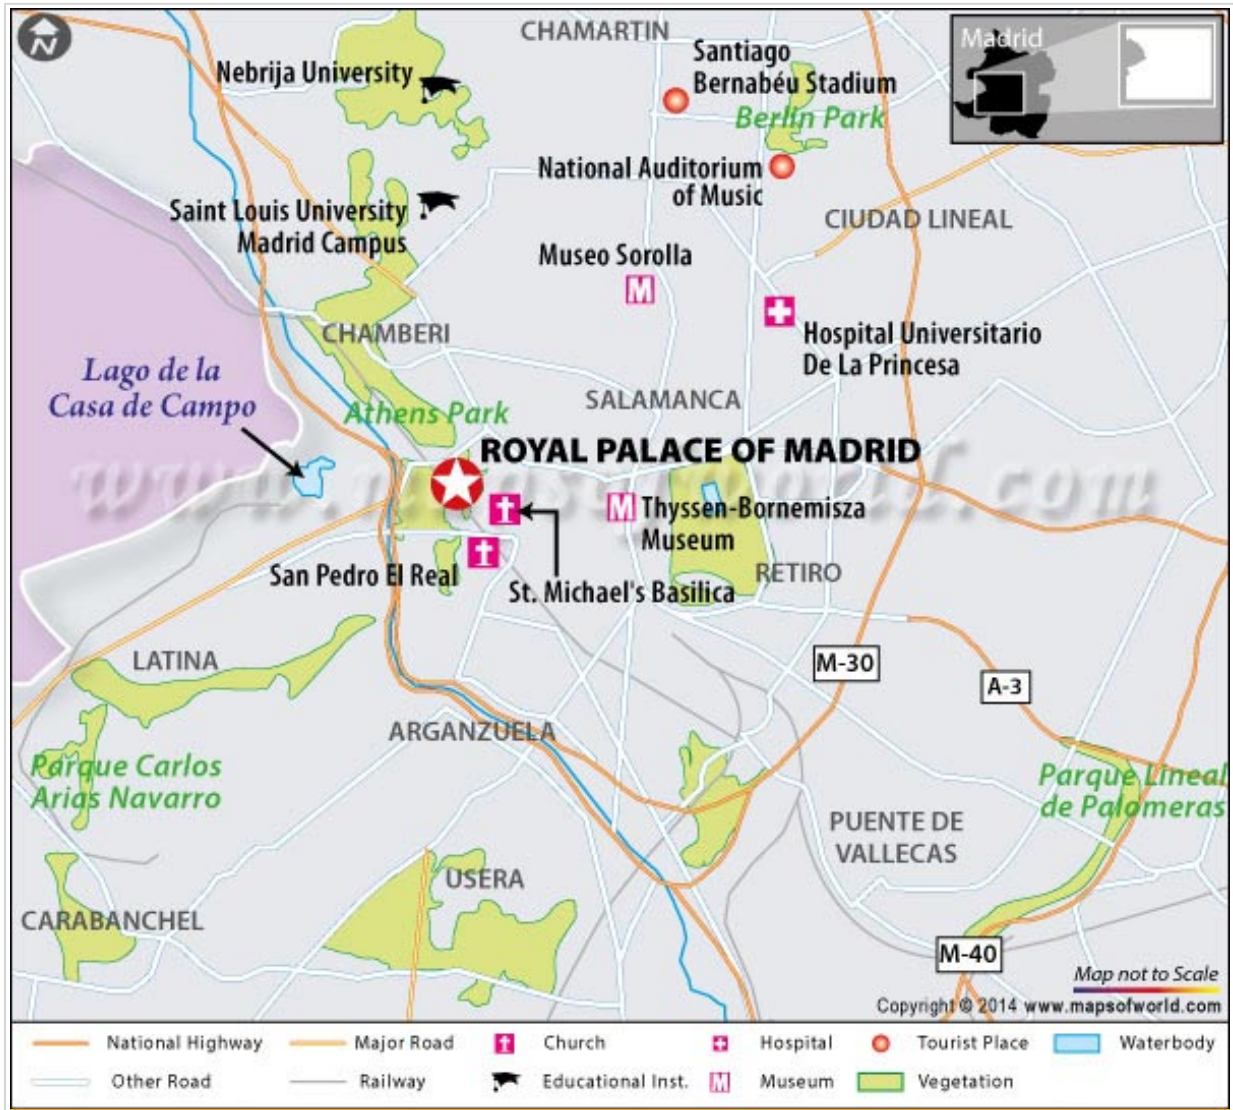 N
CHAMARTIN
Santiago
Bernabéu Stadium
Madrid
Nebrija University
Berlin Park
National Auditorium
of Music
Saint Louis University
Madrid Campus
CIUDAD LINEAL
Museo Sorolla
M
CHAMBERI
Hospital Universitario
De La Princesa
Lago de la
Casa de Campo
SALAMANCA
Athens Park
ROYAL PALACE OF MADRID
www.mapsofworld.com
M
Thyssen-Bornemisza
Museum
San Pedro El Real
St. Michael's Basilica
RETIRO
LATINA
M-30
A-3
ARGANZUELA
Parque Carlos
Arias Navarro
Parque Lineal
de Palomeras
PUENTE DE
VALLECAS
USERA
CARABANCHEL
M-40
Map not to Scale
Copyright © 2014 www.mapsofworld.com
National Highway Major Road Church Hospital Tourist Place Waterbody
Other Road Railway Educational Inst. M Museum Vegetation